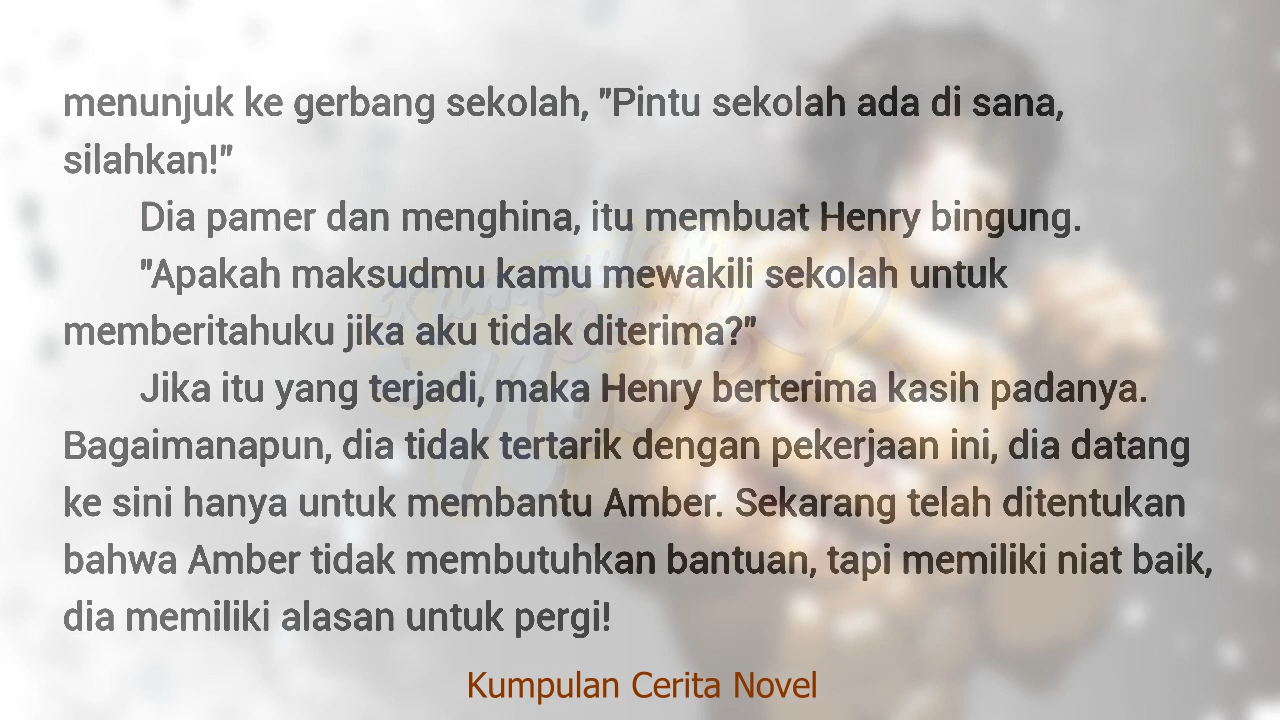 menunjuk ke gerbang sekolah, "Pintu sekolah ada di sana,
silahkan!"
Dia pamer dan menghina, itu membuat Henry bingung.
"Apakah maksudmu kamu mewakili sekolah untuk
memberitahuku jika aku tidak diterima?"
Jika itu yang terjadi, maka Henry berterima kasih padanya.
Bagaimanapun, dia tidak tertarik dengan pekerjaan ini, dia datang
ke sini hanya untuk membantu Amber. Sekarang telah ditentukan
bahwa Amber tidak membutuhkan bantuan, tapi memiliki niat baik,
dia memiliki alasan untuk pergi!
Kumpulan Cerita Novel